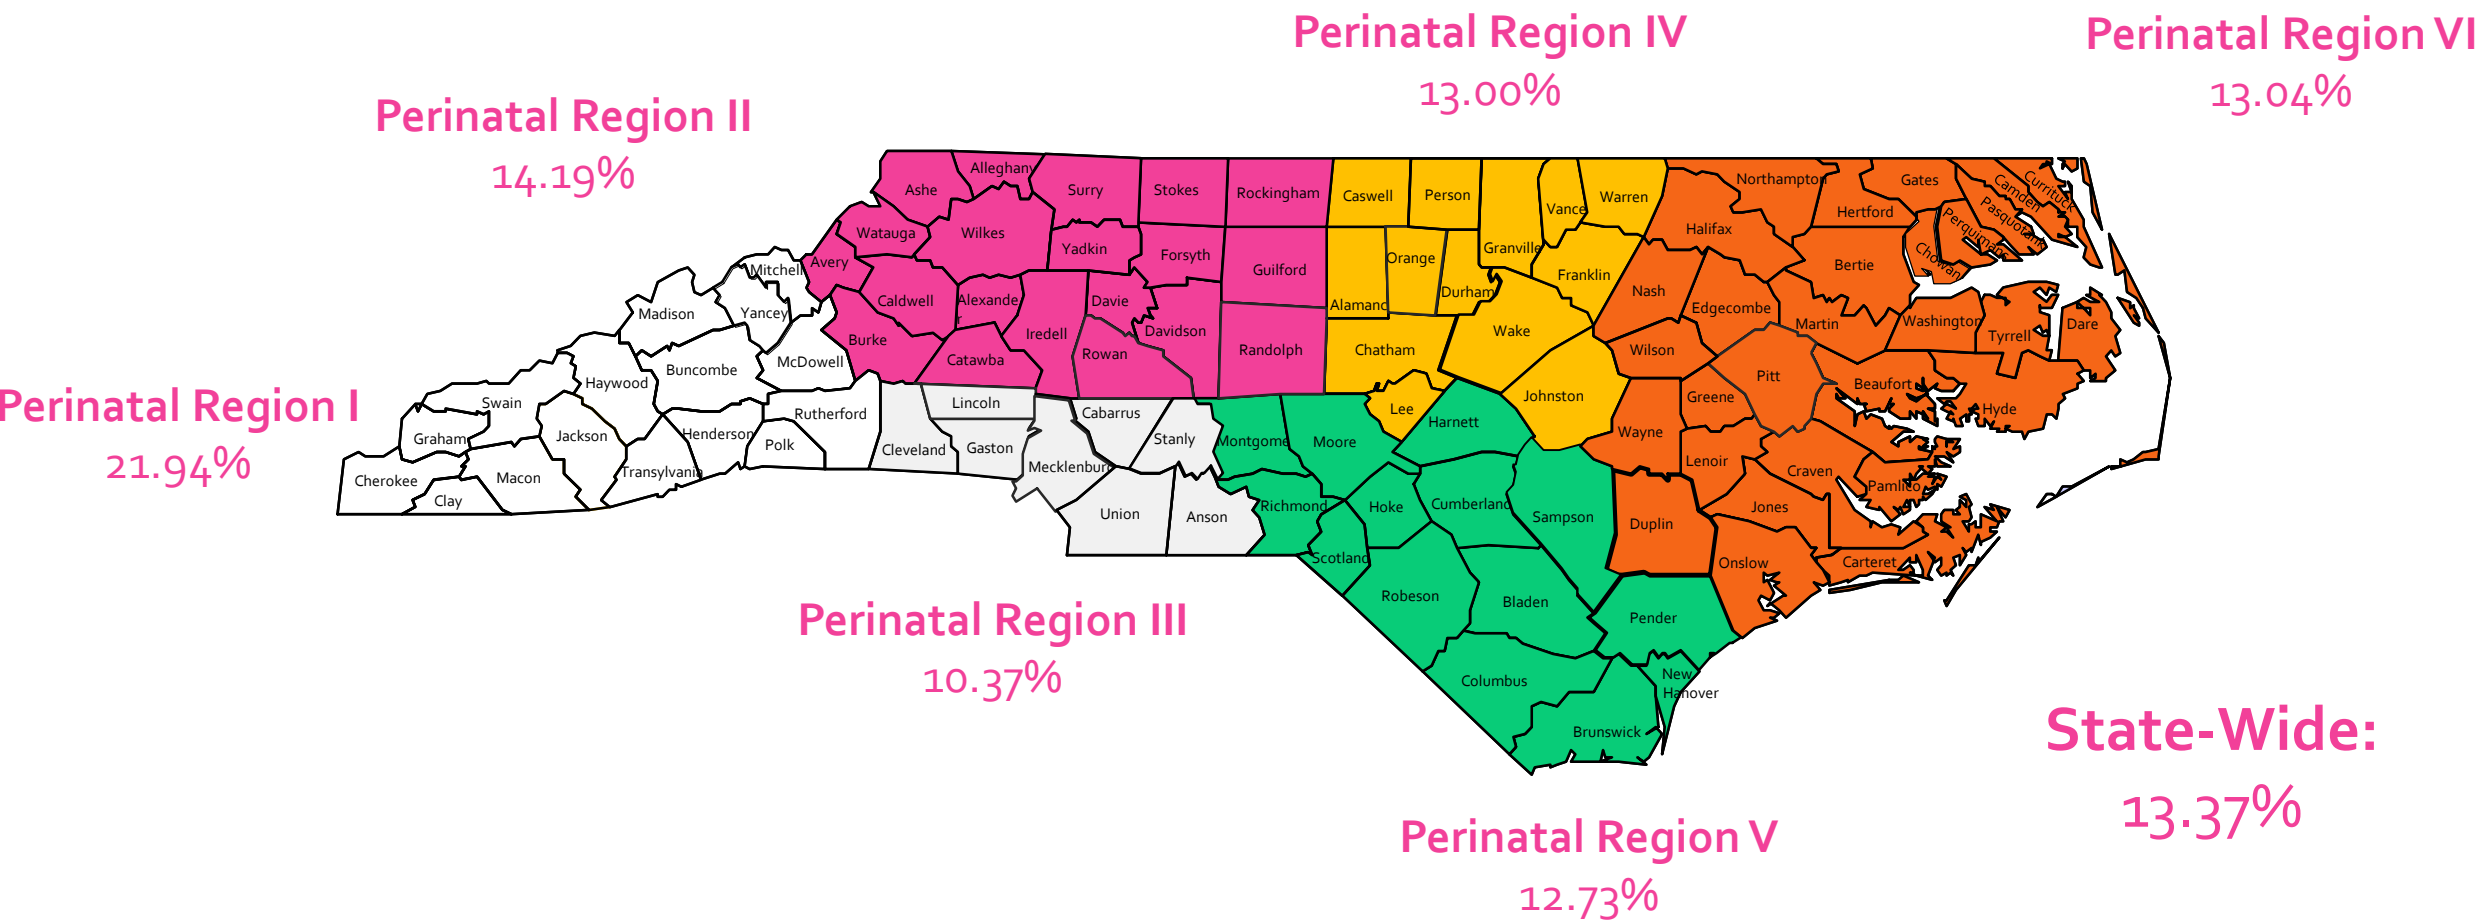 Perinatal Region IV
13.00%
Perinatal Region VI
13.04%
Perinatal Region II
14.19%
Perinatal Region I
21.94%
Perinatal Region III
10.37%
Perinatal Region V
12.73%
State-Wide:
13.37%
Cherokee
Graham
Swain
Clay
Macon
Jackson
Haywood
Madison
Buncombe
Transylvania
Henderson
Yancey
Mitchell
McDowell
Polk
Rutherford
Avery
Watauga
Ashe
Alleghany
Wilkes
Caldwell
Burke
Alexande
r
Catawba
Iredell
Surry
Yadkin
Davie
Rowan
Stokes
Forsyth
Davidson
Rockingham
Guilford
Randolph
Cleveland
Lincoln
Gaston
Mecklenburg
Cabarrus
Stanly
Union
Anson
Caswell
Person
Granville
Vance
Warren
Alamanc
Orange
Durham
Franklin
Wake
Chatham
Lee
Johnston
Montgome
Moore
Richmond
Scotland
Hoke
Harnett
Cumberland
Sampson
Robeson
Bladen
Columbus
Pender
New
Hanover
Brunswick
Northampton
Halifax
Gates
Hertford
Bertie
Camden
Currituck
Pasquotank
Perquimans
Chowan
Nash
Edgecombe
Martin
Washington
Tyrrell
Dare
Wilson
Pitt
Beaufort
Hyde
Greene
Wayne
Lenoir
Craven
Pamlico
Jones
Duplin
Onslow
Carteret